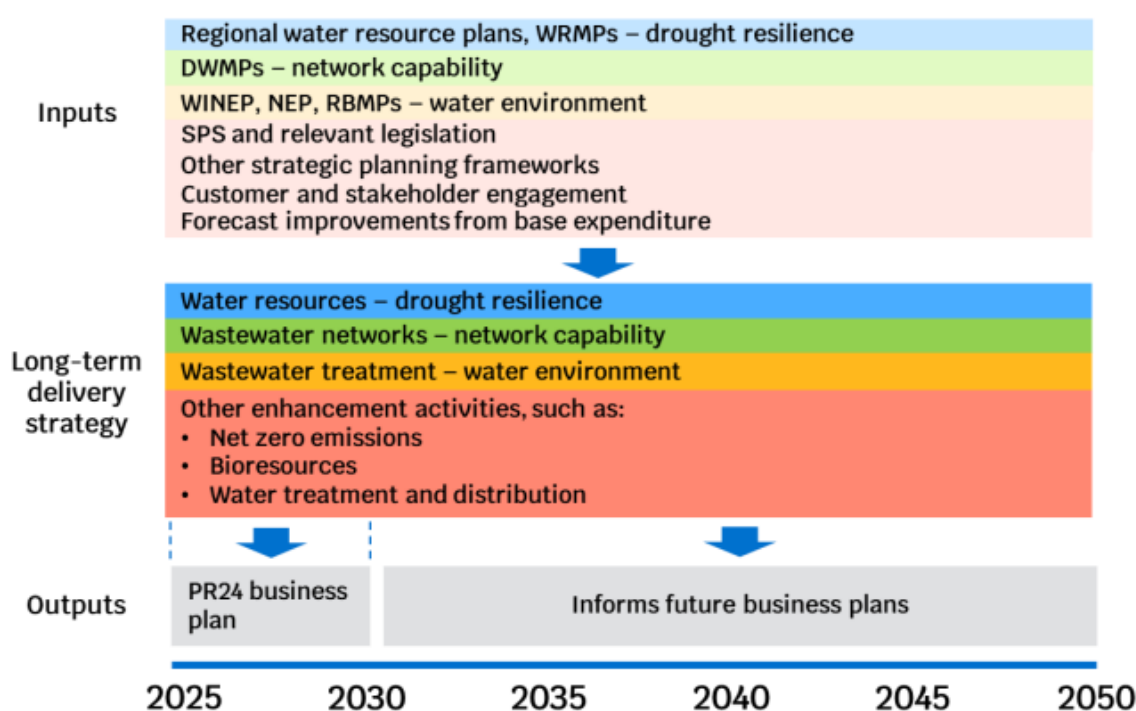 Inputs
Regional water resource plans, WRMPs – drought resilience
DWMPs – network capability
WINEP, NEP, RBMPs – water environment
SPS and relevant legislation
Other strategic planning frameworks
Customer and stakeholder engagement
Forecast improvements from base expenditure
Long-term
delivery
strategy
Water resources – drought resilience
Wastewater networks – network capability
Wastewater treatment – water environment
Other enhancement activities, such as:
• Net zero emissions
• Bioresources
• Water treatment and distribution
Outputs
PR24 business
plan
Informs future business plans
2025 2030 2035 2040 2045 2050